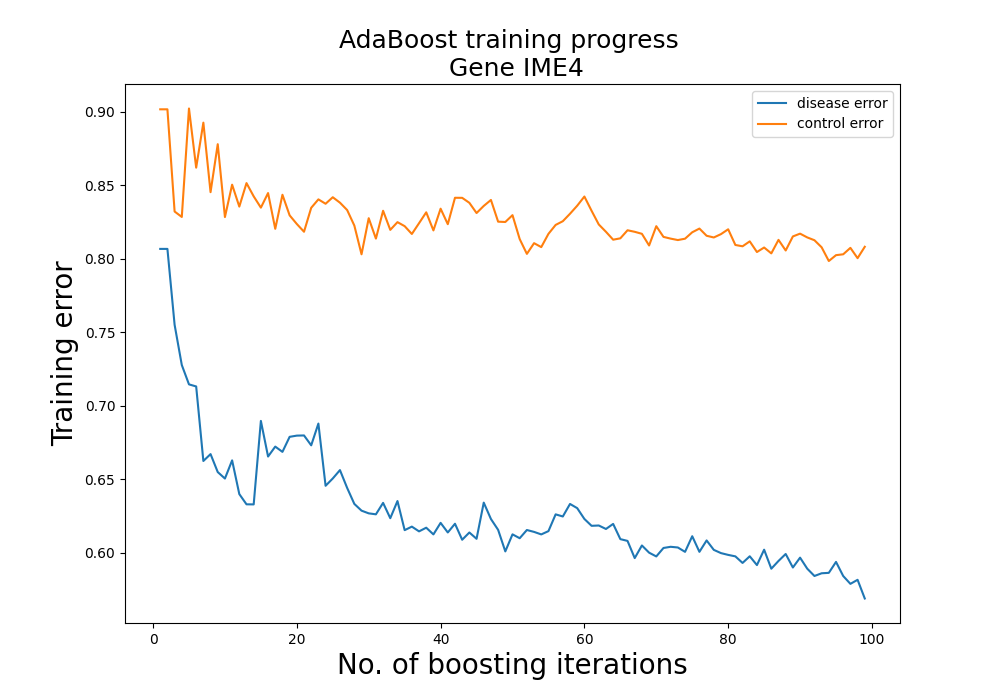 AdaBoost training progress
Gene IME4
disease error
control error
Training error
0.90
0.85
0.80
0.75
0.70
0.65
0.60
0
20
40
60
80
100
No. of boosting iterations